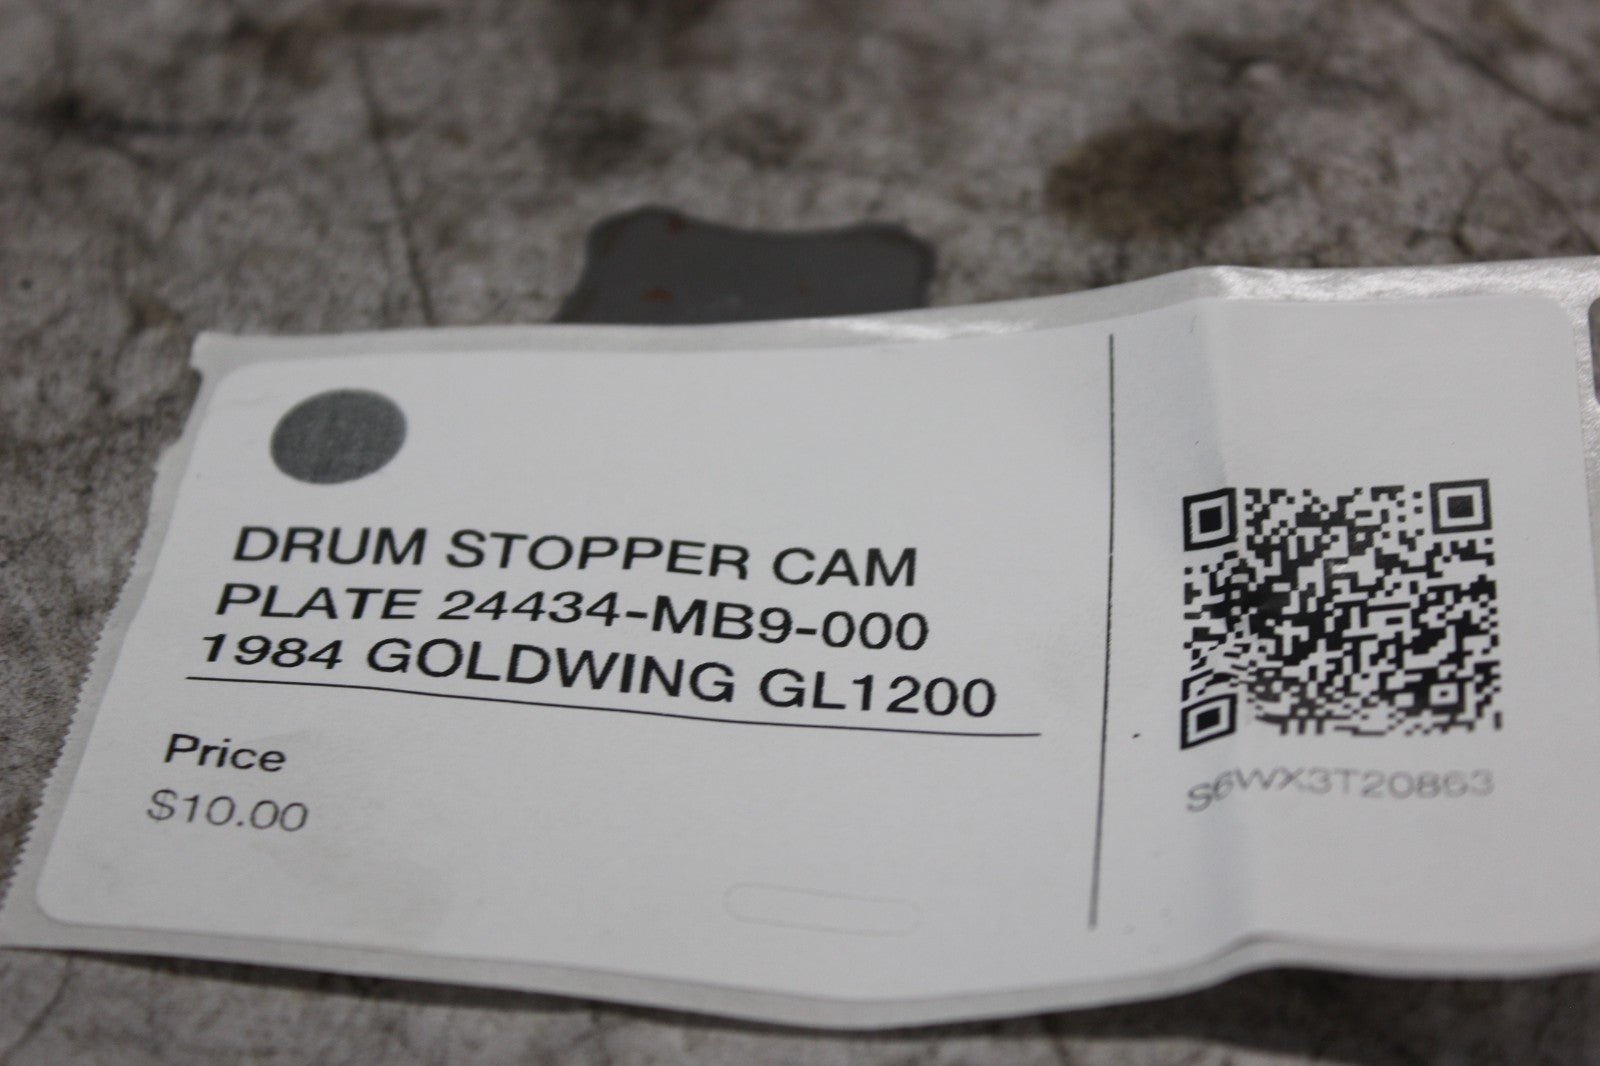 DRUM STOPPER CAM
PLATE 24434-MB9-000
1984 GOLDWING GL1200
Price
$10.00
S6WX3T20863